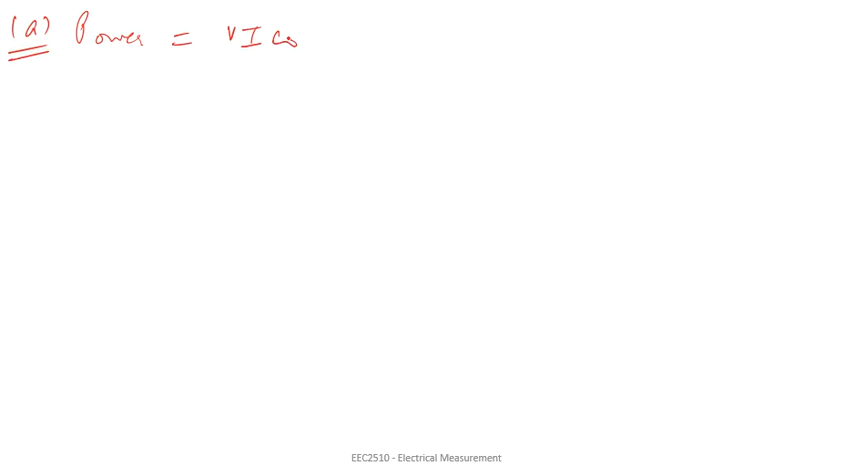 (a) Power = VI Cos
EEC2510 - Electrical Measurement